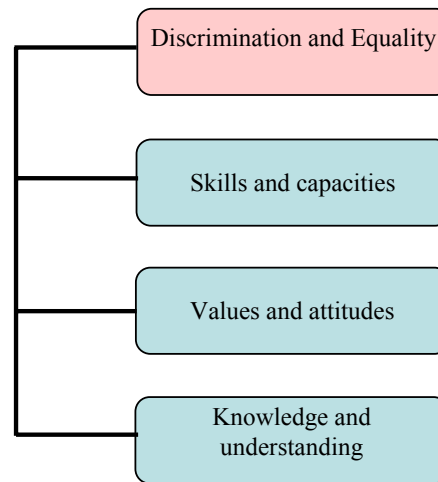 Discrimination and Equality
Skills and capacities
Values and attitudes
Knowledge and
understanding